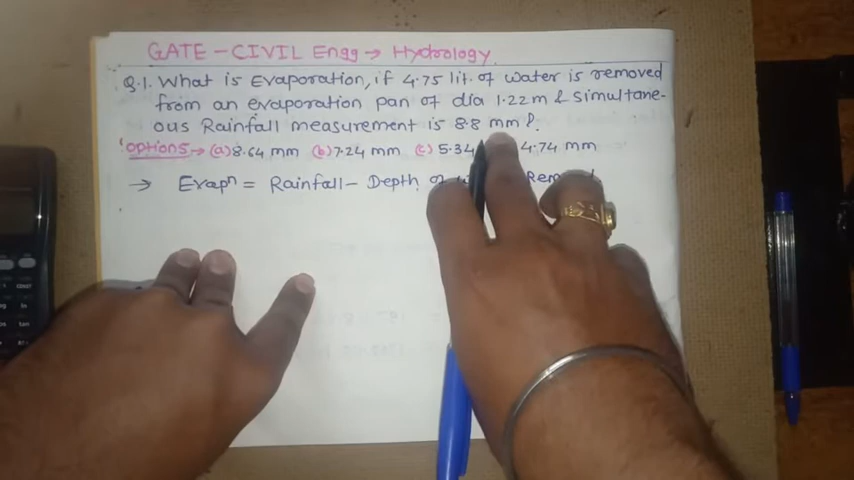 GATE - CIVIL Engg → Hydrology
Q.1. What is Evaporation, if 4.75 lit. of water is removed
from an evaporation pan of dia 1.22m & simultane-
ous Rainfall measurement is 8.8 mm ?.
options → (a) 8.64 mm (b) 7.24 mm (c) 5.34 4.74 mm
→ Evapⁿ = Rainfall - Depth